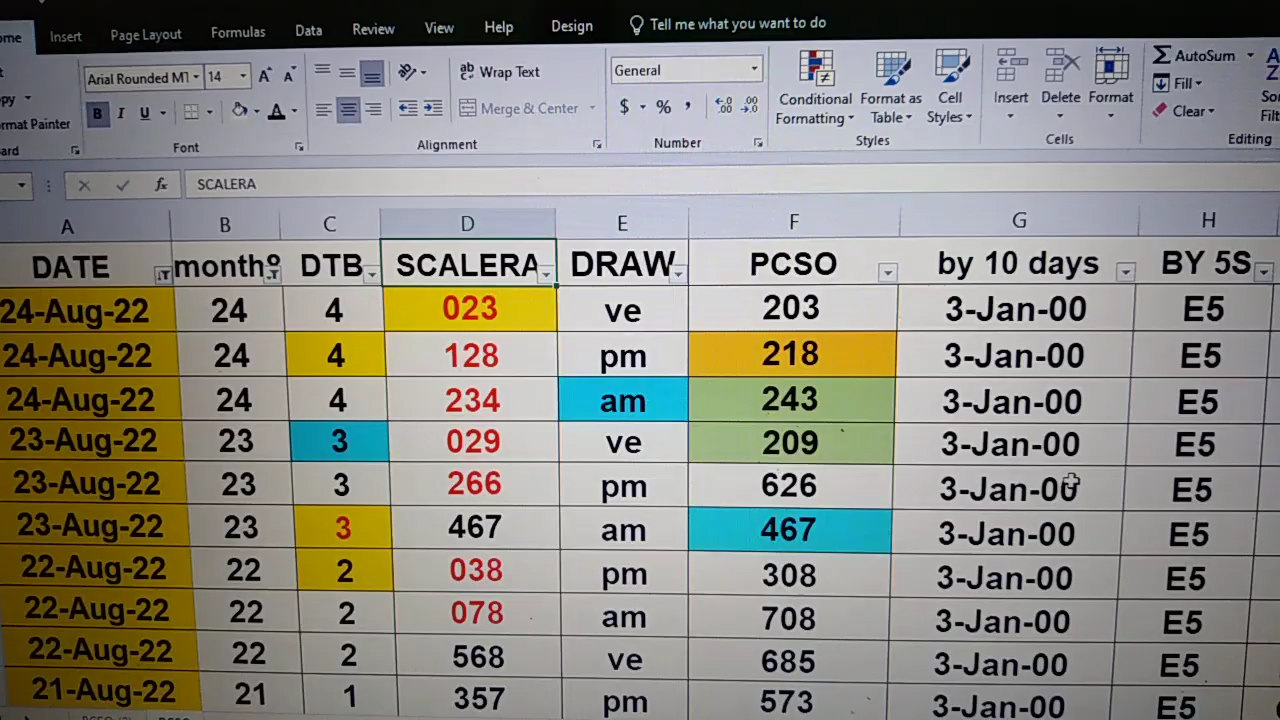 Insert Page Layout Formulas Data Review View Help Design Tell me what you want to do
Arial Rounded MT 14 Wrap Text General AutoSum
Fill
B I U Merge & Center $ % , Conditional Formatting Format as Table Cell Styles Insert Delete Format Clear
Format Painter
Font Alignment Number Styles Cells Editing
fx SCALERA
A B C D E F G H
DATE month DTB SCALERA DRAW PCSO by 10 days BY 5S
24-Aug-22 24 4 023 ve 203 3-Jan-00 E5
24-Aug-22 24 4 128 pm 218 3-Jan-00 E5
24-Aug-22 24 4 234 am 243 3-Jan-00 E5
23-Aug-22 23 3 029 ve 209 3-Jan-00 E5
23-Aug-22 23 3 266 pm 626 3-Jan-00 E5
23-Aug-22 23 3 467 am 467 3-Jan-00 E5
22-Aug-22 22 2 038 pm 308 3-Jan-00 E5
22-Aug-22 22 2 078 am 708 3-Jan-00 E5
22-Aug-22 22 2 568 ve 685 3-Jan-00 E5
21-Aug-22 21 1 357 pm 573 3-Jan-00 E5